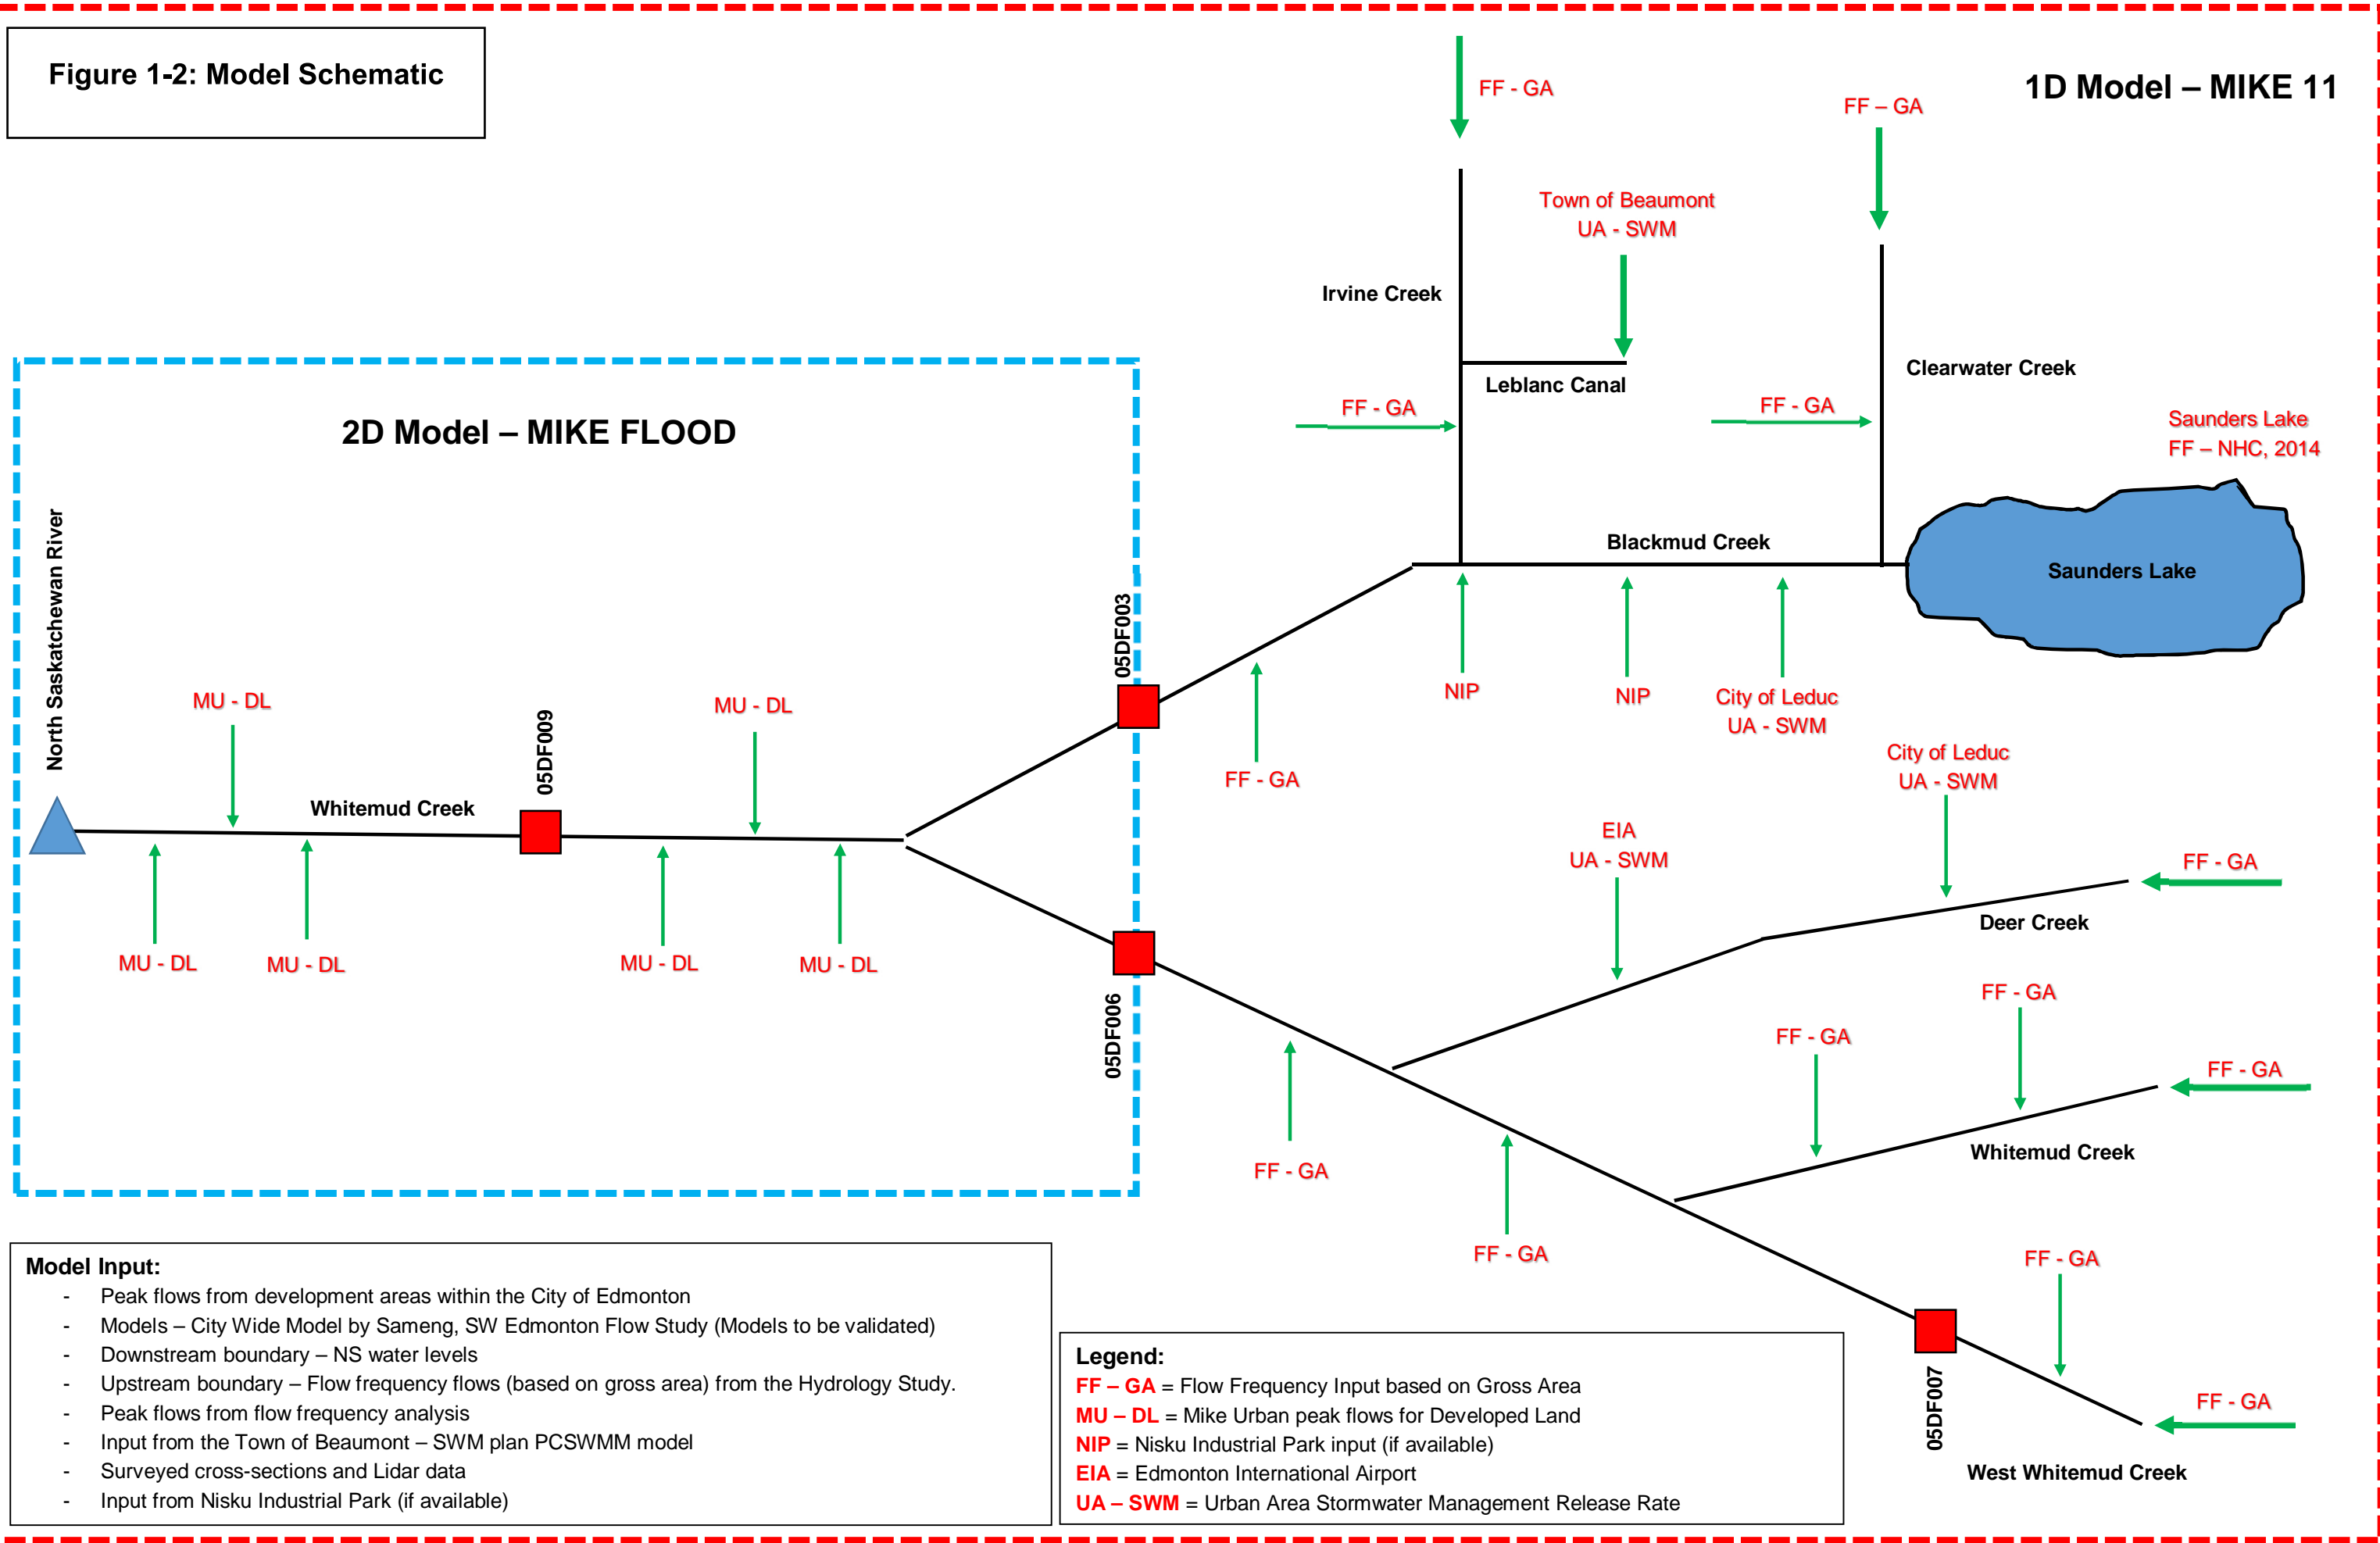 Figure 1-2: Model Schematic
1D Model – MIKE 11
FF - GA
FF – GA
Town of Beaumont
UA - SWM
Irvine Creek
Leblanc Canal
Clearwater Creek
FF - GA
FF - GA
Saunders Lake
FF – NHC, 2014
2D Model – MIKE FLOOD
Blackmud Creek
Saunders Lake
North Saskatchewan River
05DF003
05DF009
MU - DL
MU - DL
NIP
NIP
City of Leduc
UA - SWM
FF - GA
Whitemud Creek
City of Leduc
UA - SWM
EIA
UA - SWM
FF - GA
Deer Creek
MU - DL
MU - DL
MU - DL
MU - DL
05DF006
FF - GA
FF - GA
FF - GA
Whitemud Creek
FF - GA
FF - GA
FF - GA
05DF007
FF - GA
West Whitemud Creek
Model Input:
- Peak flows from development areas within the City of Edmonton
- Models – City Wide Model by Sameng, SW Edmonton Flow Study (Models to be validated)
- Downstream boundary – NS water levels
- Upstream boundary – Flow frequency flows (based on gross area) from the Hydrology Study.
- Peak flows from flow frequency analysis
- Input from the Town of Beaumont – SWM plan PCSWMM model
- Surveyed cross-sections and Lidar data
- Input from Nisku Industrial Park (if available)
Legend:
FF – GA = Flow Frequency Input based on Gross Area
MU – DL = Mike Urban peak flows for Developed Land
NIP = Nisku Industrial Park input (if available)
EIA = Edmonton International Airport
UA – SWM = Urban Area Stormwater Management Release Rate